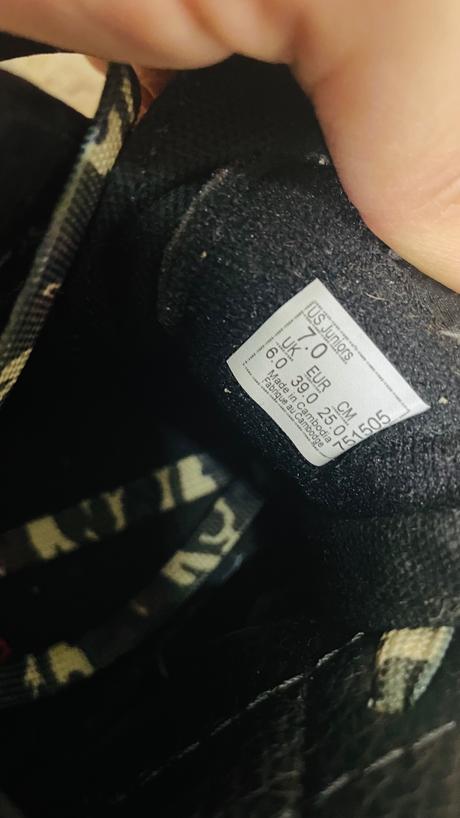 US Juniors
7.0
UK EUR CM
6.0 39.0 25.0
Made in Cambodia
Fabriqué au Cambodge
751505